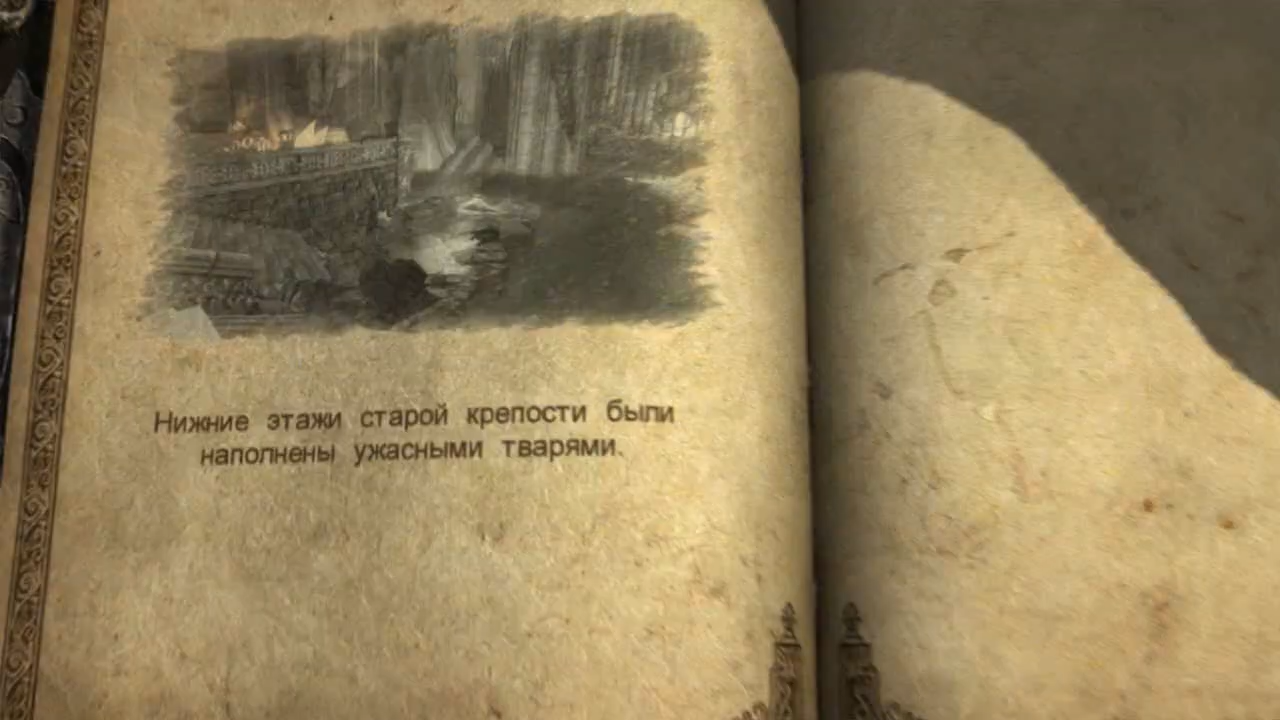 Нижние этажи старой крепости были
наполнены ужасными тварями.